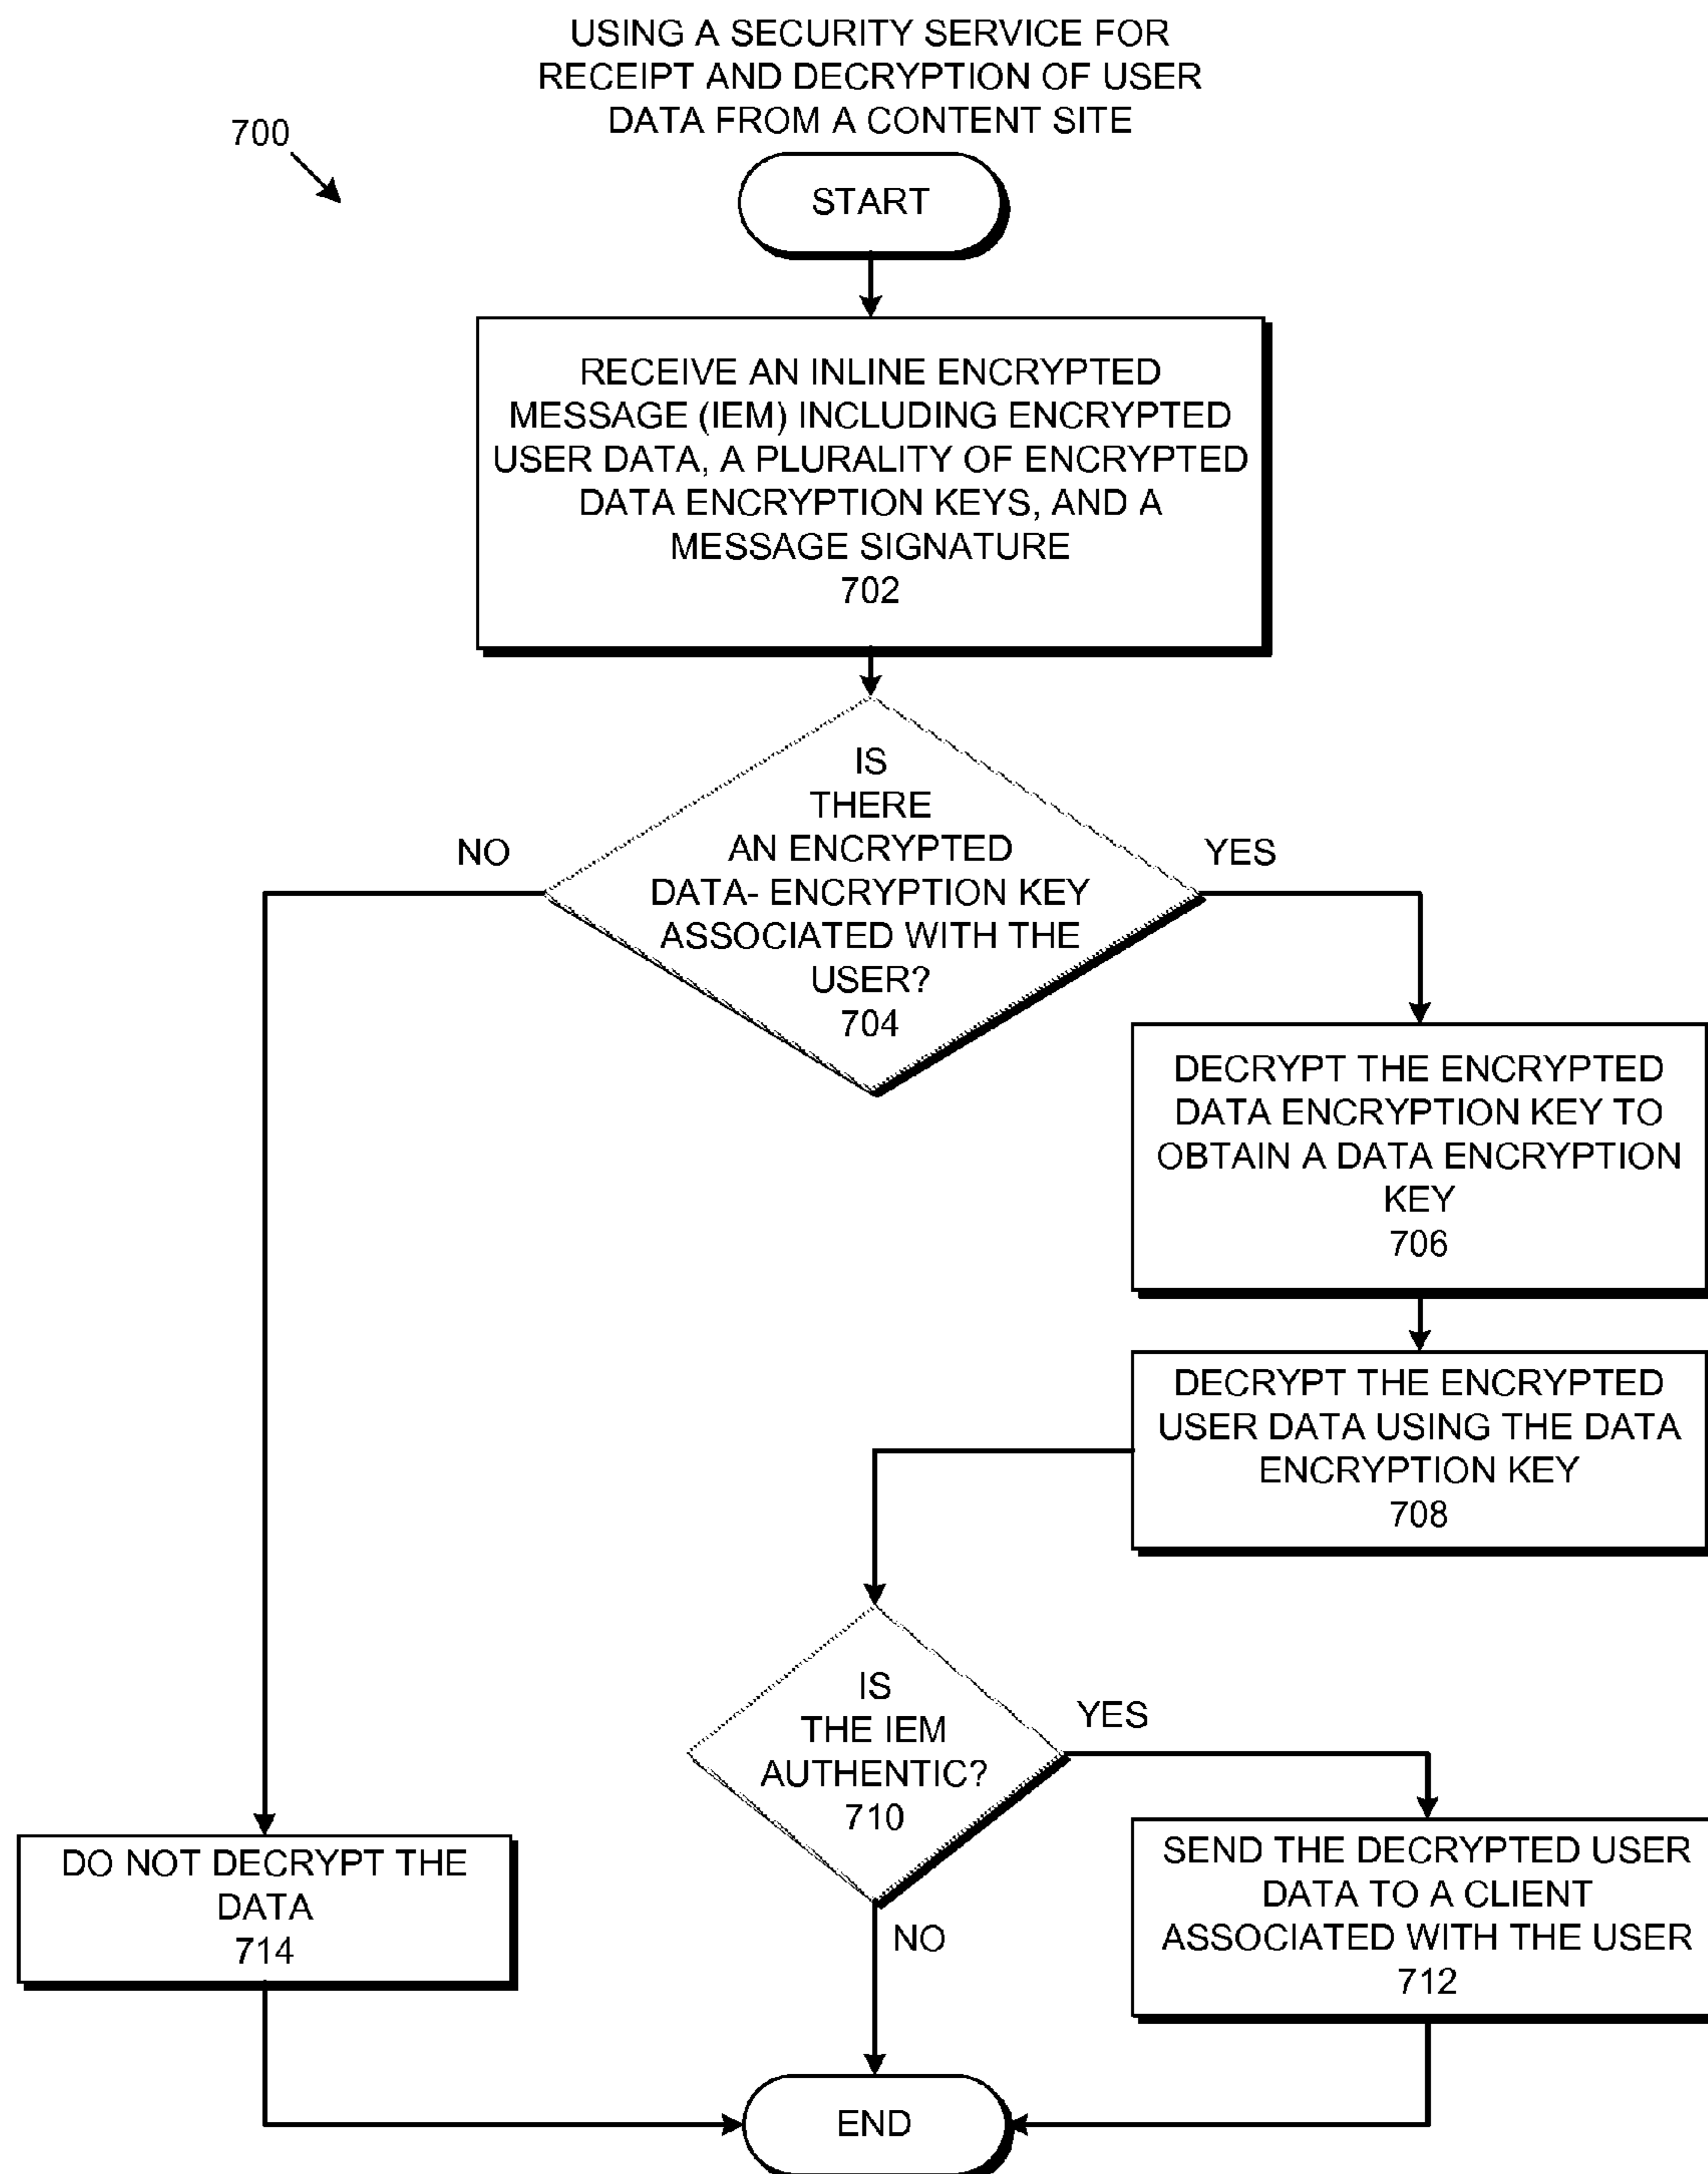 USING A SECURITY SERVICE FOR
RECEIPT AND DECRYPTION OF USER
DATA FROM A CONTENT SITE
700
START
RECEIVE AN INLINE ENCRYPTED
MESSAGE (IEM) INCLUDING ENCRYPTED
USER DATA, A PLURALITY OF ENCRYPTED
DATA ENCRYPTION KEYS, AND A
MESSAGE SIGNATURE
702
IS
THERE
AN ENCRYPTED
DATA- ENCRYPTION KEY
ASSOCIATED WITH THE
USER?
704
NO
YES
DECRYPT THE ENCRYPTED
DATA ENCRYPTION KEY TO
OBTAIN A DATA ENCRYPTION
KEY
706
DECRYPT THE ENCRYPTED
USER DATA USING THE DATA
ENCRYPTION KEY
708
IS
THE IEM
AUTHENTIC?
710
YES
NO
SEND THE DECRYPTED USER
DATA TO A CLIENT
ASSOCIATED WITH THE USER
712
DO NOT DECRYPT THE
DATA
714
END